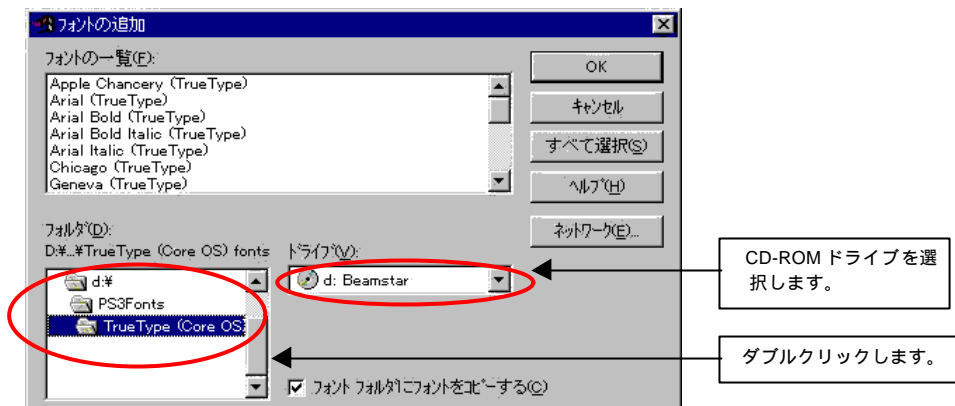 フォントの追加
フォントの一覧(F):
Apple Chancery (TrueType)
Arial (TrueType)
Arial Bold (TrueType)
Arial Bold Italic (TrueType)
Arial Italic (TrueType)
Chicago (TrueType)
Geneva (TrueType)
OK
キャンセル
すべて選択(S)
ヘルプ(H)
ネットワーク(E)...
フォルダ(D):
D:¥...¥TrueType (Core OS) fonts
d:¥
PS3Fonts
TrueType (Core OS
ドライブ(V):
d: Beamstar
フォント フォルダにフォントをコピーする(C)
CD-ROM ドライブを選
択します。
ダブルクリックします。